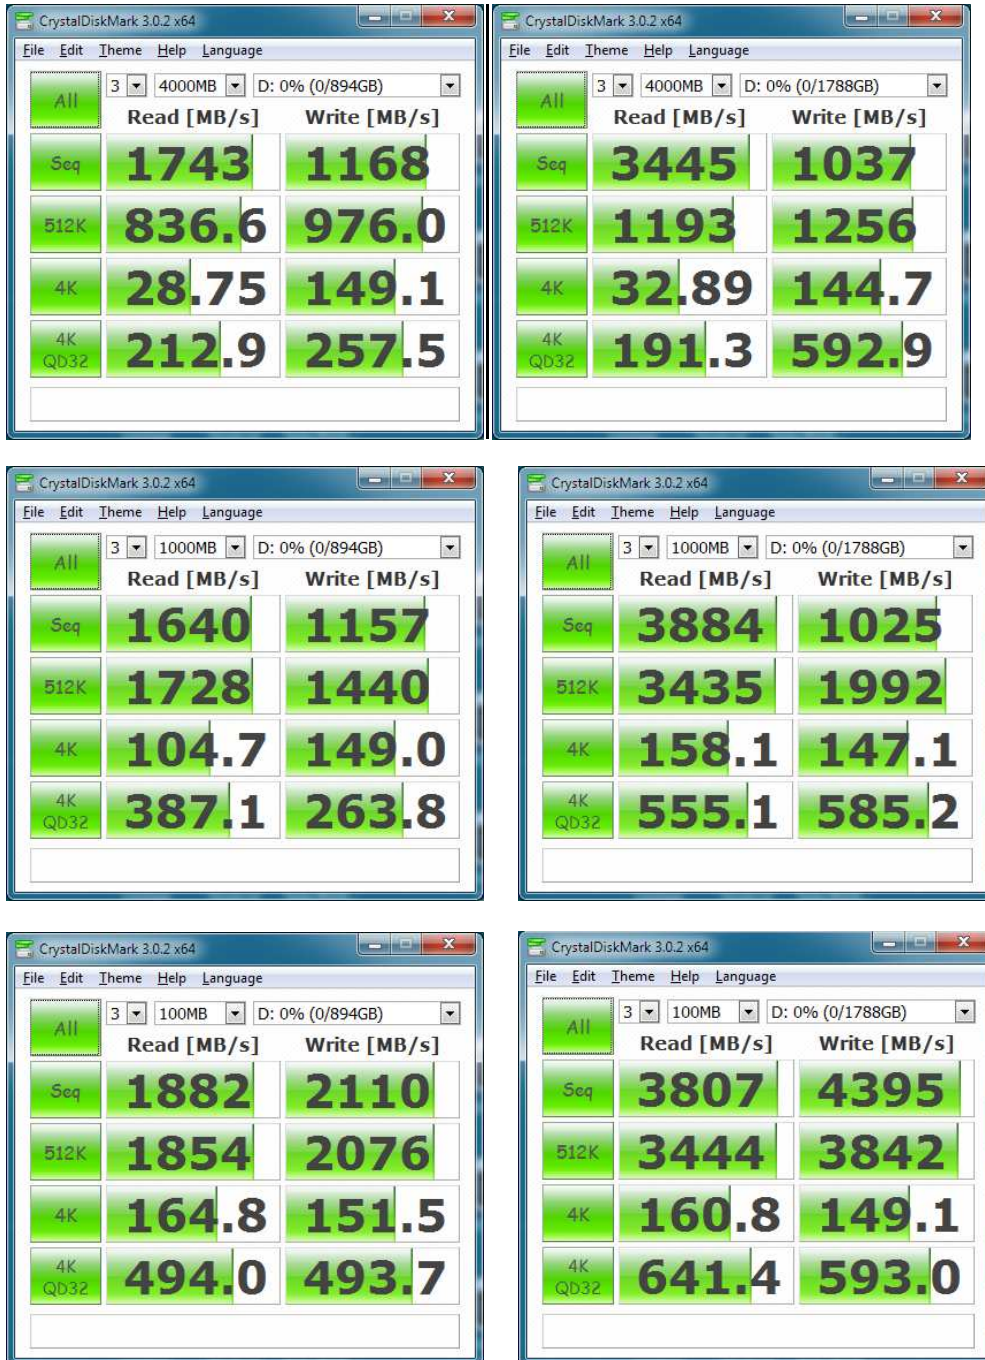 CrystalDiskMark 3.0.2 x64
File Edit Theme Help Language
All 3 4000MB D: 0% (0/894GB)
Read [MB/s] Write [MB/s]
Seq 1743 1168
512K 836.6 976.0
4K 28.75 149.1
4K QD32 212.9 257.5
CrystalDiskMark 3.0.2 x64
File Edit Theme Help Language
All 3 4000MB D: 0% (0/1788GB)
Read [MB/s] Write [MB/s]
Seq 3445 1037
512K 1193 1256
4K 32.89 144.7
4K QD32 191.3 592.9
CrystalDiskMark 3.0.2 x64
File Edit Theme Help Language
All 3 1000MB D: 0% (0/894GB)
Read [MB/s] Write [MB/s]
Seq 1640 1157
512K 1728 1440
4K 104.7 149.0
4K QD32 387.1 263.8
CrystalDiskMark 3.0.2 x64
File Edit Theme Help Language
All 3 1000MB D: 0% (0/1788GB)
Read [MB/s] Write [MB/s]
Seq 3884 1025
512K 3435 1992
4K 158.1 147.1
4K QD32 555.1 585.2
CrystalDiskMark 3.0.2 x64
File Edit Theme Help Language
All 3 100MB D: 0% (0/894GB)
Read [MB/s] Write [MB/s]
Seq 1882 2110
512K 1854 2076
4K 164.8 151.5
4K QD32 494.0 493.7
CrystalDiskMark 3.0.2 x64
File Edit Theme Help Language
All 3 100MB D: 0% (0/1788GB)
Read [MB/s] Write [MB/s]
Seq 3807 4395
512K 3444 3842
4K 160.8 149.1
4K QD32 641.4 593.0